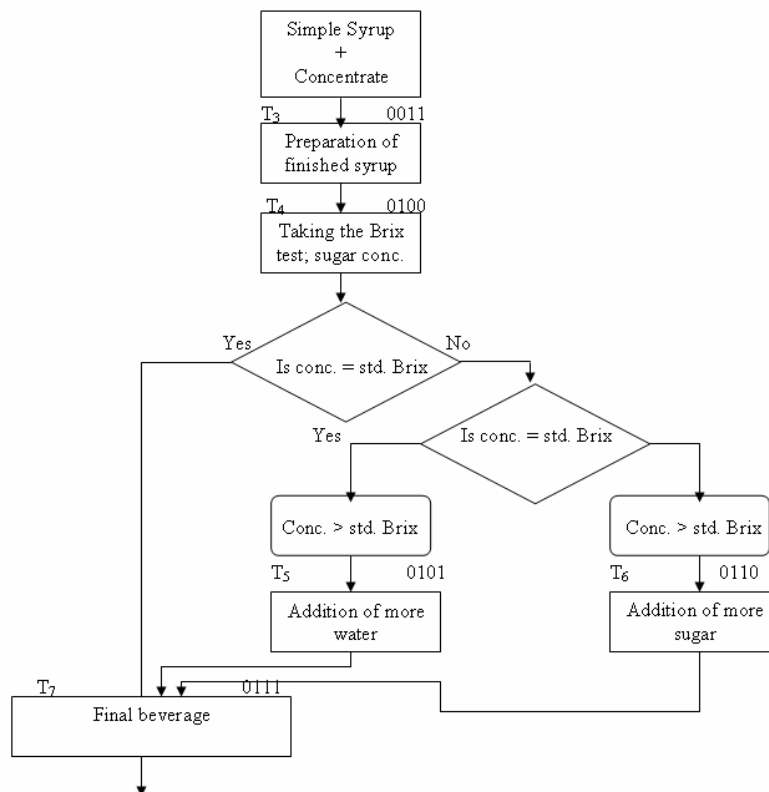 Simple Syrup
+
Concentrate
T₃ 0011
Preparation of
finished syrup
T₄ 0100
Taking the Brix
test; sugar conc.
Yes No
Is conc. = std. Brix
Yes Is conc. = std. Brix
Conc. > std. Brix Conc. > std. Brix
T₅ 0101 T₆ 0110
Addition of more
water
Addition of more
sugar
T₇ 0111
Final beverage